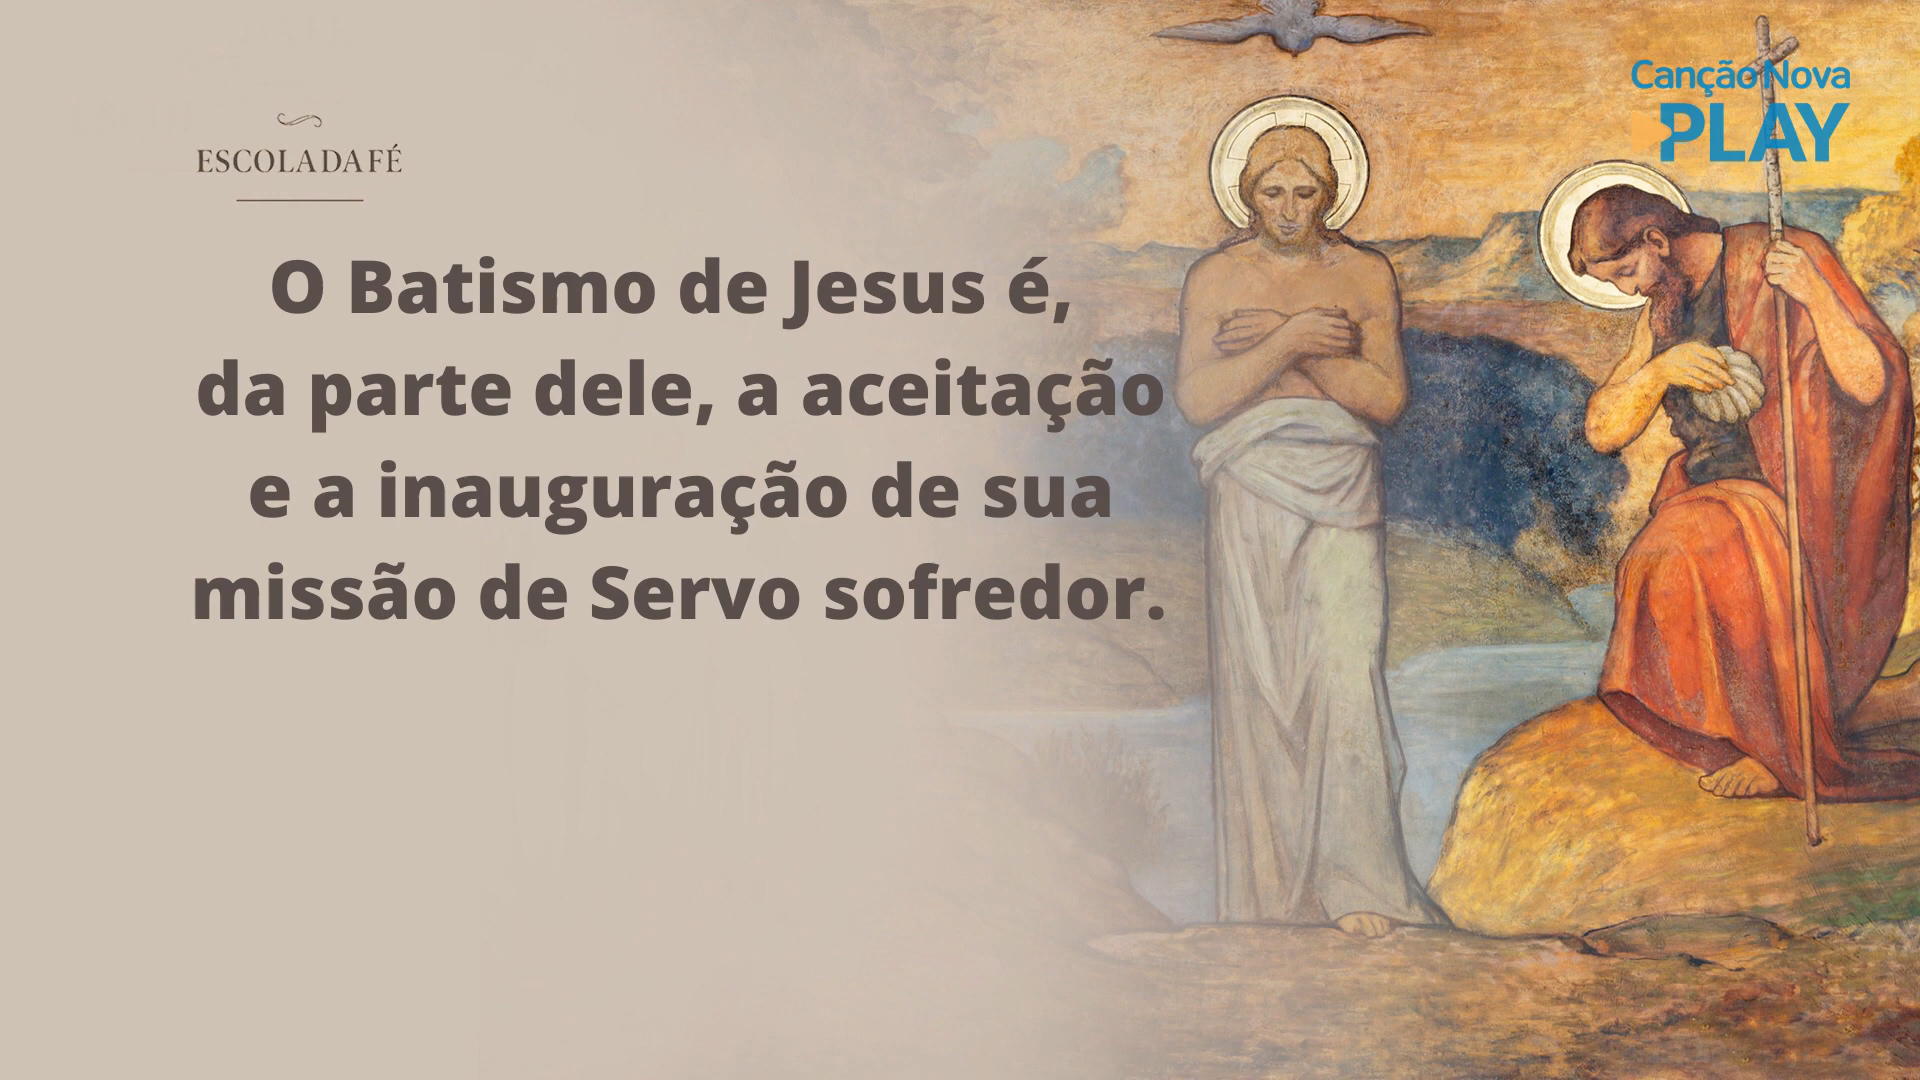 ESCOLADAFÉ
Canção Nova
PLAY
O Batismo de Jesus é,
da parte dele, a aceitação
e a inauguração de sua
missão de Servo sofredor.